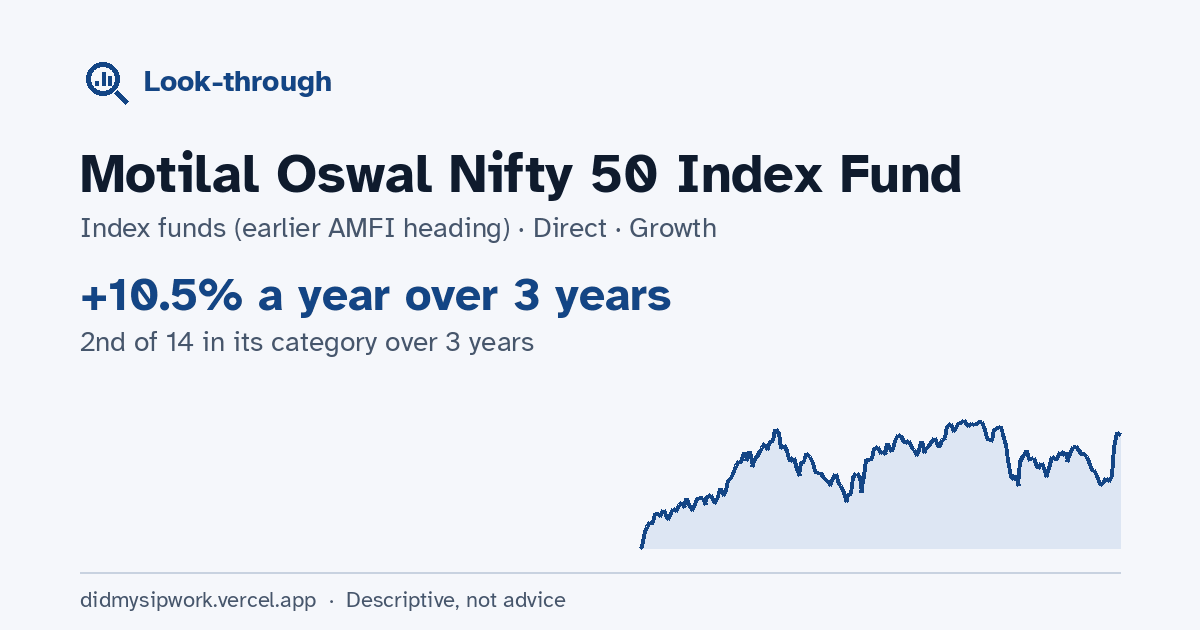 Look-through
Motilal Oswal Nifty 50 Index Fund
Index funds (earlier AMFI heading) · Direct · Growth
+10.5% a year over 3 years
2nd of 14 in its category over 3 years
didmysipwork.vercel.app · Descriptive, not advice